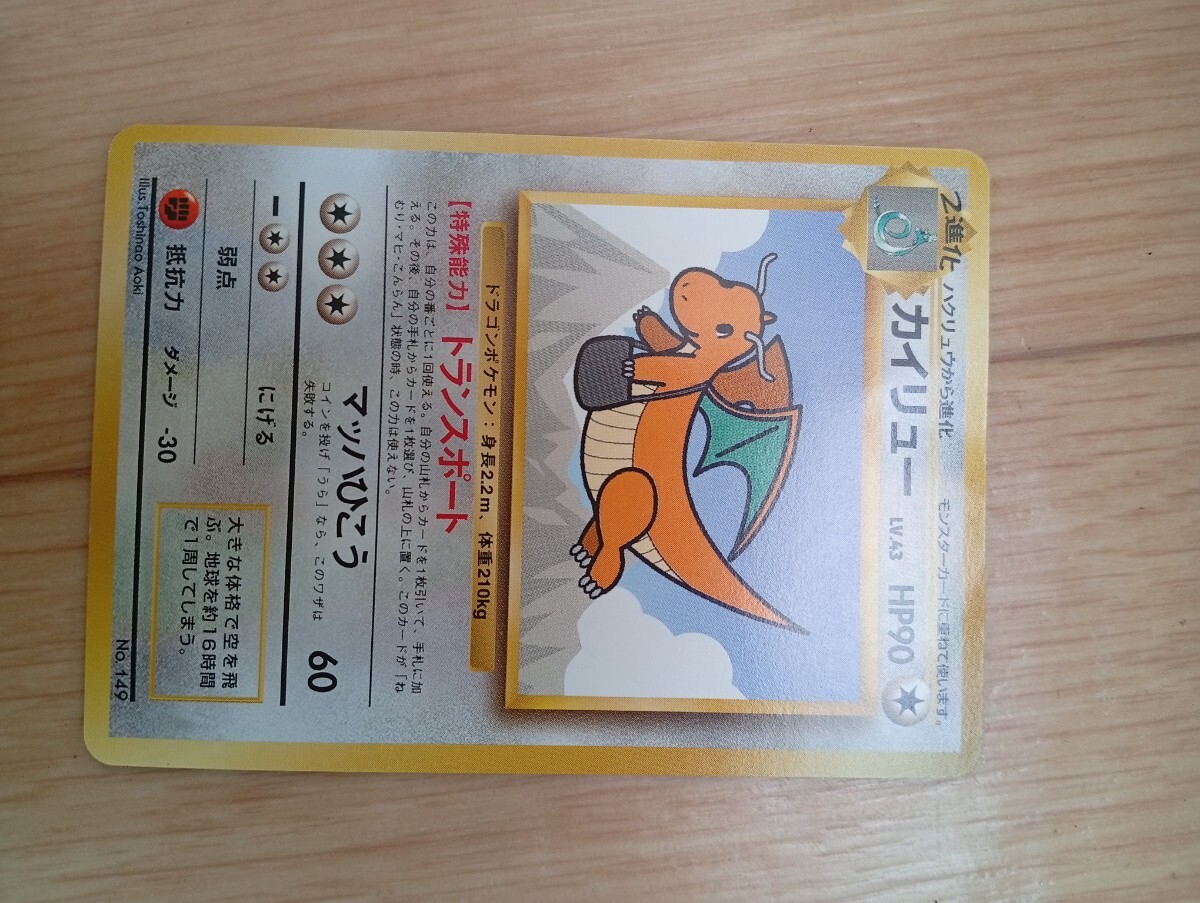 2進化 ハクリュウから進化 モンスターカードに重ねて使います。
カイリュー LV.43 HP90
ドラゴンポケモン：身長2.2m、体重210kg
【特殊能力】 トランスポート
この力は、自分の番ごとに1回使える。自分の山札からカードを1枚引いて、手札に加
える。その後、自分の手札からカードを1枚選び、山札の上に置く。このカードが「ね
むり・マヒ・こんらん」状態の時、この力は使えない。
マッハひこう 60
コインを投げ「うら」なら、このワザは
失敗する。
にげる
弱点
抵抗力 ダメージ -30
大きな体格で空を飛
ぶ。地球を約16時間
で1周してしまう。
Illus. Toshinao Aoki
No. 149